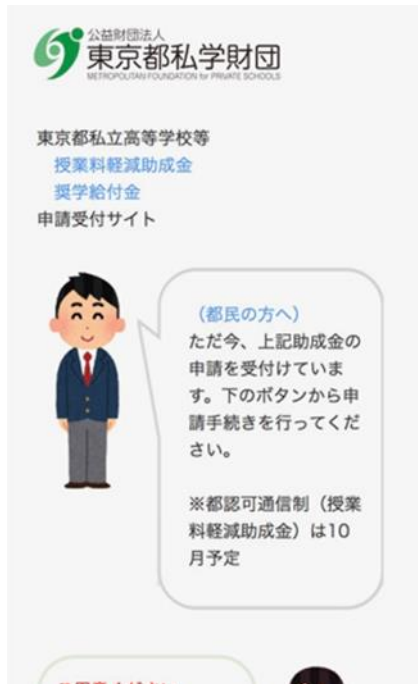 公益財団法人
東京都私学財団
METROPOLITAN FOUNDATION for PRIVATE SCHOOLS
東京都私立高等学校等
授業料軽減助成金
奨学給付金
申請受付サイト
（都民の方へ）
ただ今、上記助成金の
申請を受付けていま
す。下のボタンから申
請手続きを行ってくだ
さい。
※都認可通信制（授業
料軽減助成金）は10
月予定